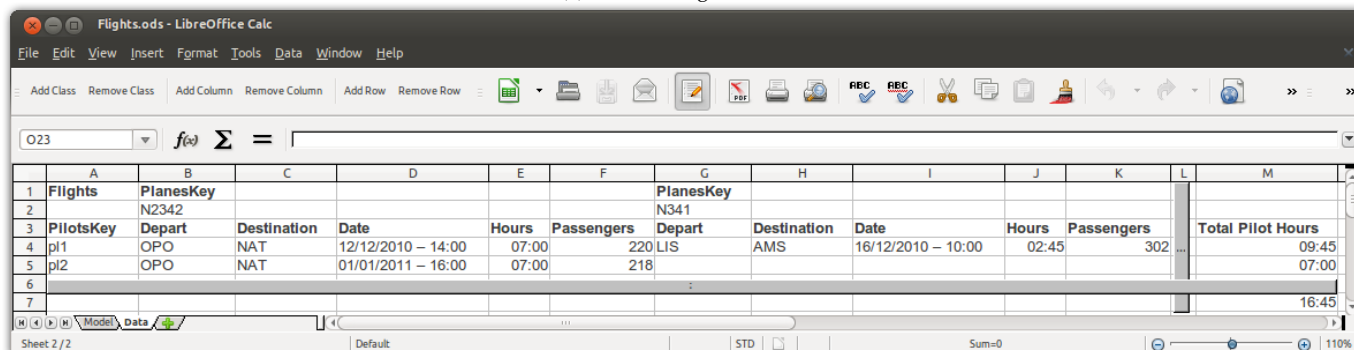 Flights.ods - LibreOffice Calc
File Edit View Insert Format Tools Data Window Help
Add Class Remove Class Add Column Remove Column Add Row Remove Row PDF ABC ABC »  »
O23 f(x) Σ =
A B C D E F G H I J K L M
1 Flights PlanesKey PlanesKey
2 N2342 N341
3 PilotsKey Depart Destination Date Hours Passengers Depart Destination Date Hours Passengers Total Pilot Hours
4 pl1 OPO NAT 12/12/2010 – 14:00 07:00 220 LIS AMS 16/12/2010 – 10:00 02:45 302 ... 09:45
5 pl2 OPO NAT 01/01/2011 – 16:00 07:00 218 07:00
6 :
7 16:45
Model Data
Sheet 2 / 2 Default STD Sum=0 110%